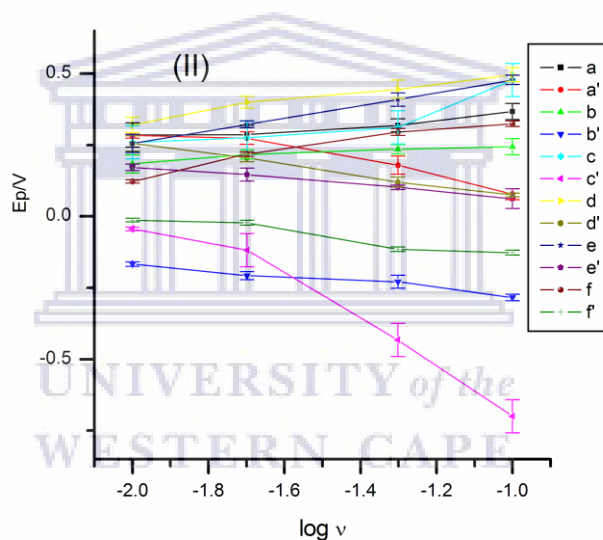 (II)
0.5
0.0
-0.5
Ep/V
-2.0 -1.8 -1.6 -1.4 -1.2 -1.0
log ν
a
a'
b
b'
c
c'
d
d'
e
e'
f
f'
UNIVERSITY of the
WESTERN CAPE